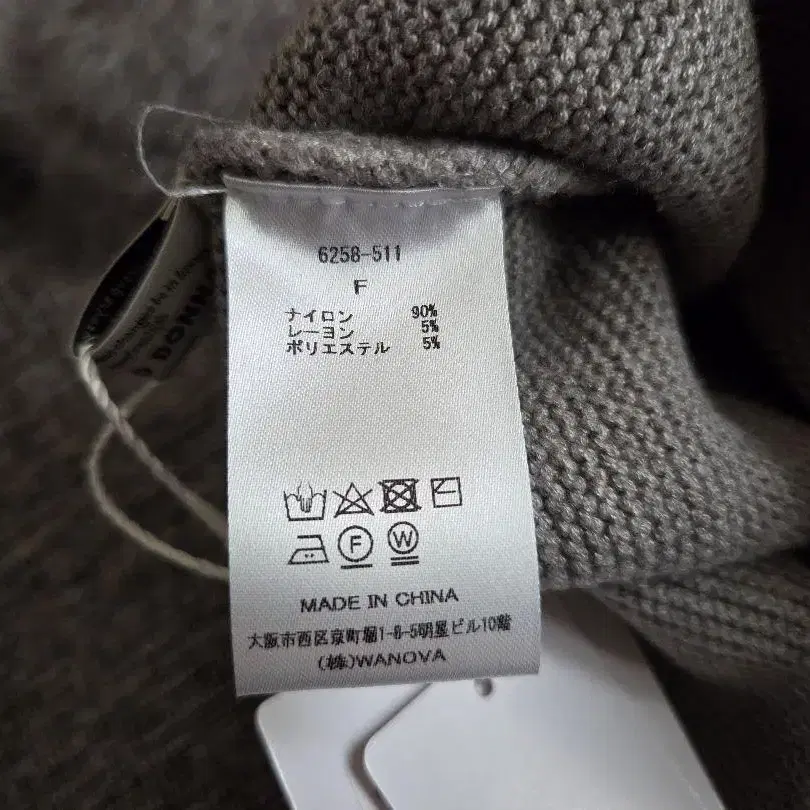 6258-511
F
ナイロン 90%
レーヨン 5%
ポリエステル 5%
F
W
MADE IN CHINA
大阪市西区京町堀1-6-5明星ビル10階
(株)WANOVA
DONN